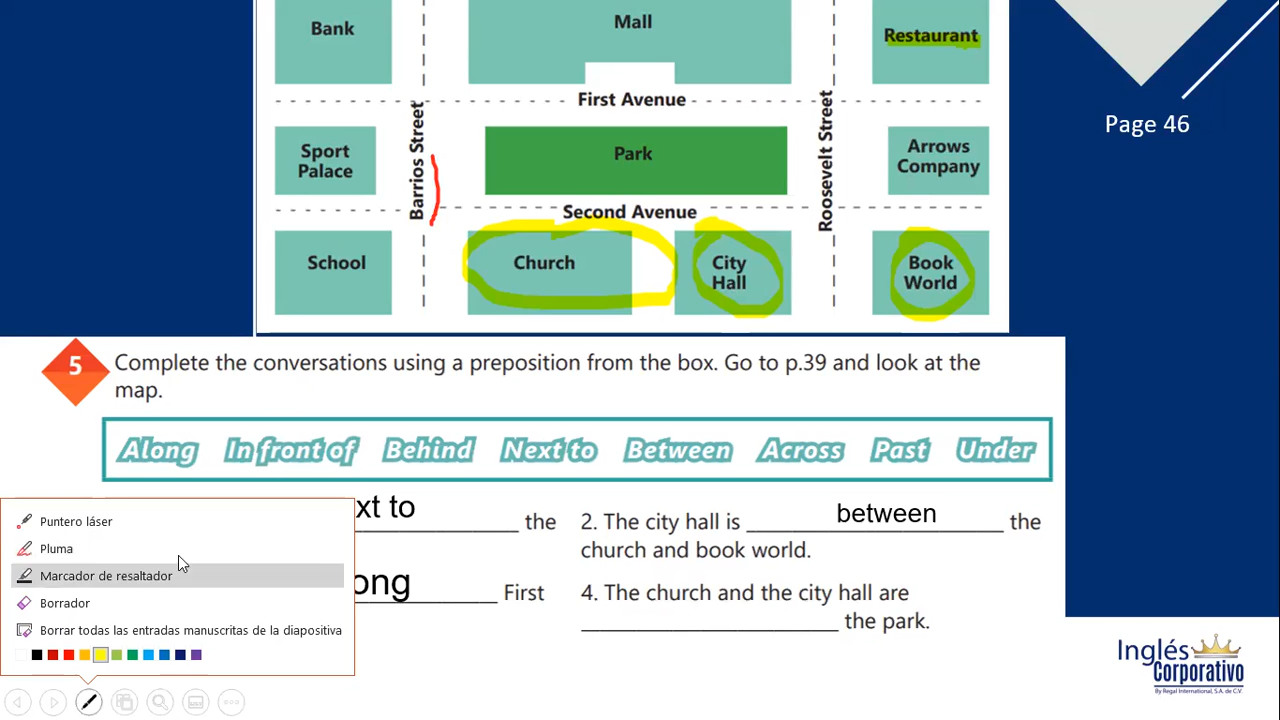 Bank
Mall
Restaurant
First Avenue
Page 46
Barrios Street
Sport
Palace
Park
Roosevelt Street
Arrows
Company
Second Avenue
School
Church
City
Hall
Book
World
5
Complete the conversations using a preposition from the box. Go to p.39 and look at the
map.
Along In front of Behind Next to Between Across Past Under
xt to the
2. The city hall is between the
church and book world.
ong First
4. The church and the city hall are
the park.
Puntero láser
Pluma
Marcador de resaltador
Borrador
Borrar todas las entradas manuscritas de la diapositiva
Inglés
Corporativo
By Regal International, S.A. de C.V.